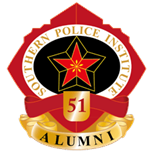 SOUTHERN POLICE INSTITUTE
51
ALUMNI